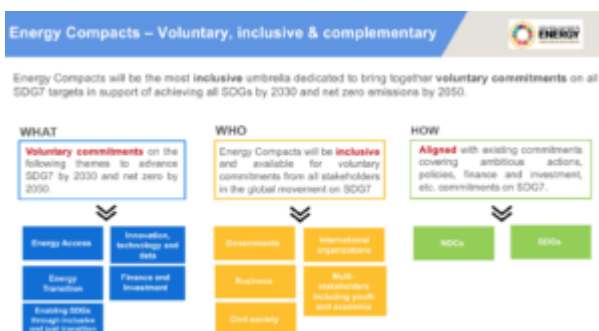 Energy Compacts – Voluntary, inclusive & complementary
ENERGY
Energy Compacts will be the most inclusive umbrella dedicated to bring together voluntary commitments on all
SDG7 targets in support of achieving all SDGs by 2030 and net zero emissions by 2050.
WHAT
Voluntary commitments on the
following themes to advance
SDG7 by 2030 and net zero by
2050.
Energy Access
Innovation,
technology and
data
Energy
Transition
Finance and
Investment
Enabling SDGs
through inclusive
and just transition
WHO
Energy Compacts will be inclusive
and available for voluntary
commitments from all stakeholders
in the global movement on SDG7
Governments
International
organizations
Business
Multi-
stakeholders
including youth
and academic
Civil society
HOW
Aligned with existing commitments
covering ambitious actions,
policies, finance and investment,
etc. commitments on SDG7.
NDCs
SDGs